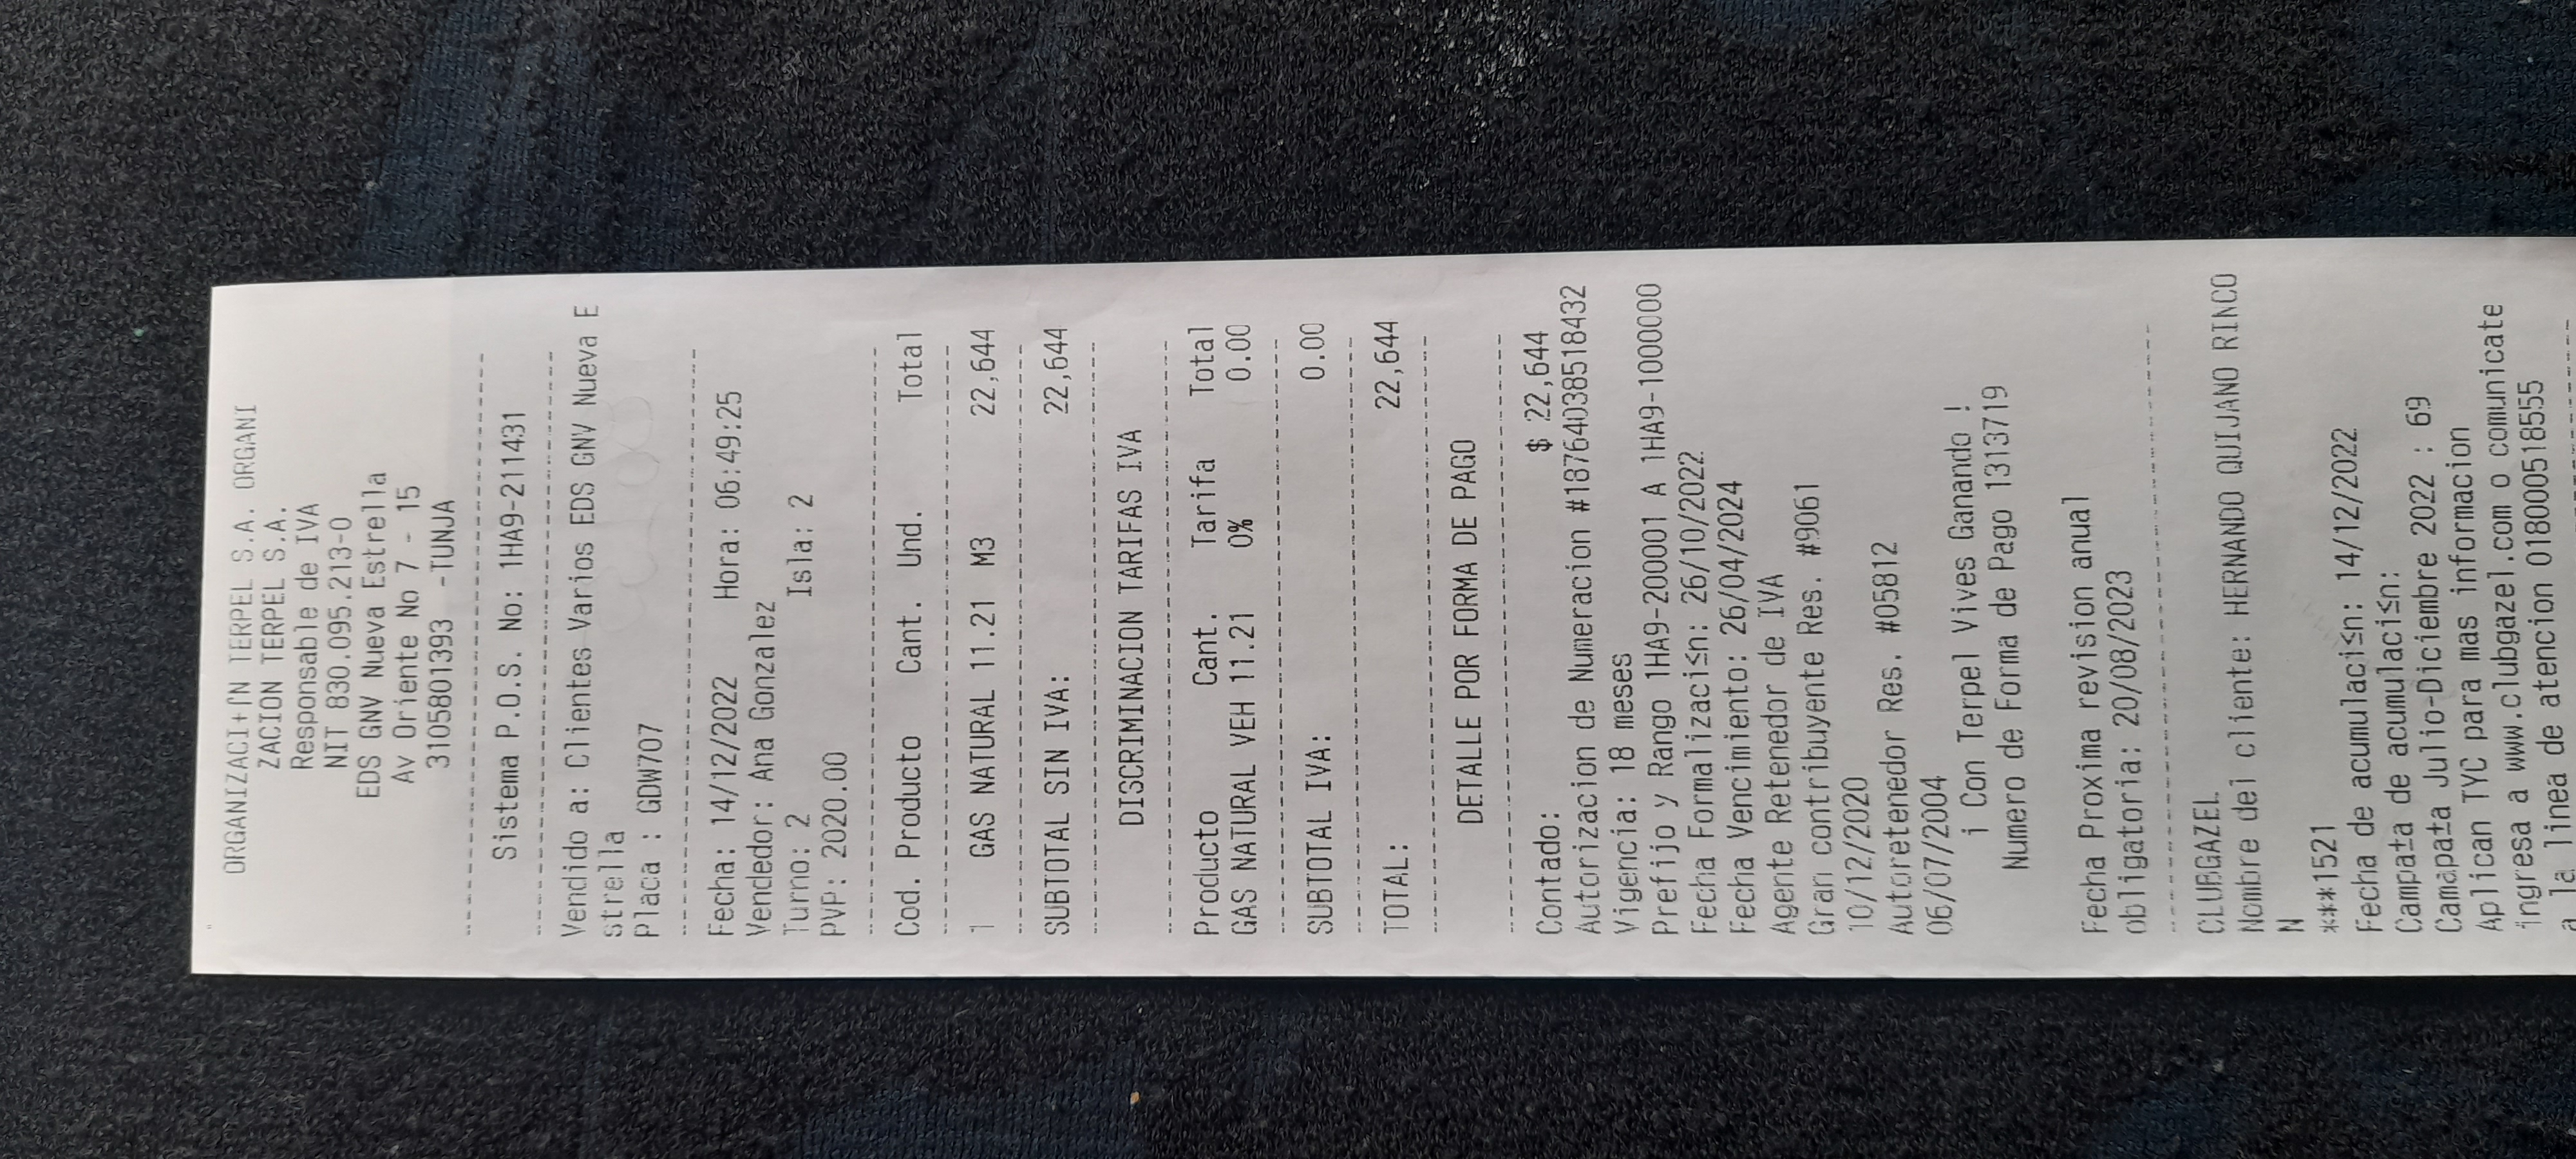 ORGANIZACI+[N TERPEL S.A. ORGANI
ZACION TERPEL S.A.
Responsable de IVA
NIT 830.095.213-0
EDS GNV Nueva Estrella
Av Oriente No 7 - 15
3105801393 -TUNJA
Sistema P.O.S. No: 1HA9-211431
Vendido a: Clientes Varios EDS GNV Nueva E
strella
Placa : GDW707
Fecha: 14/12/2022 Hora: 06:49:25
Vendedor: Ana Gonzalez
Turno: 2 Isla: 2
PVP: 2020.00
Cod. Producto Cant. Und. Total
1 GAS NATURAL 11.21 M3 22,644
SUBTOTAL SIN IVA: 22,644
DISCRIMINACION TARIFAS IVA
Producto Cant. Tarifa Total
GAS NATURAL VEH 11.21 0% 0.00
SUBTOTAL IVA: 0.00
TOTAL: 22,644
DETALLE POR FORMA DE PAGO
Contado: $ 22,644
Autorizacion de Numeracion #18764038518432
Vigencia: 18 meses
Prefijo y Rango 1HA9-200001 A 1HA9-1000000
Fecha Formalizaci≤n: 26/10/2022
Fecha Vencimiento: 26/04/2024
Agente Retenedor de IVA
Gran contribuyente Res. #9061
10/12/2020
Autoretenedor Res. #05812
06/07/2004
¡ Con Terpel Vives Ganando !
Numero de Forma de Pago 1313719
Fecha Proxima revision anual
obligatoria: 20/08/2023
CLUBGAZEL
Nombre del cliente: HERNANDO QUIJANO RINCO
N
***1521
Fecha de acumulaci≤n: 14/12/2022
Campa±a de acumulaci≤n:
Camapa±a Julio-Diciembre 2022 : 69
Aplican TYC para mas informacion
ingresa a www.clubgazel.com o comunicate
a la linea de atencion 018000518555